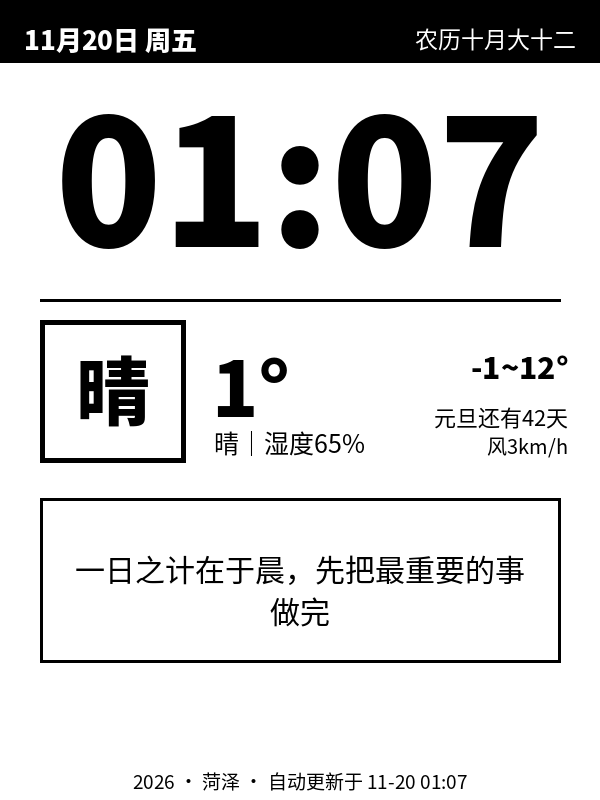 11月20日 周五
农历十月大十二
01:07
晴
1°
晴｜湿度65%
-1~12°
元旦还有42天
风3km/h
一日之计在于晨，先把最重要的事
做完
2026 • 菏泽 • 自动更新于 11-20 01:07